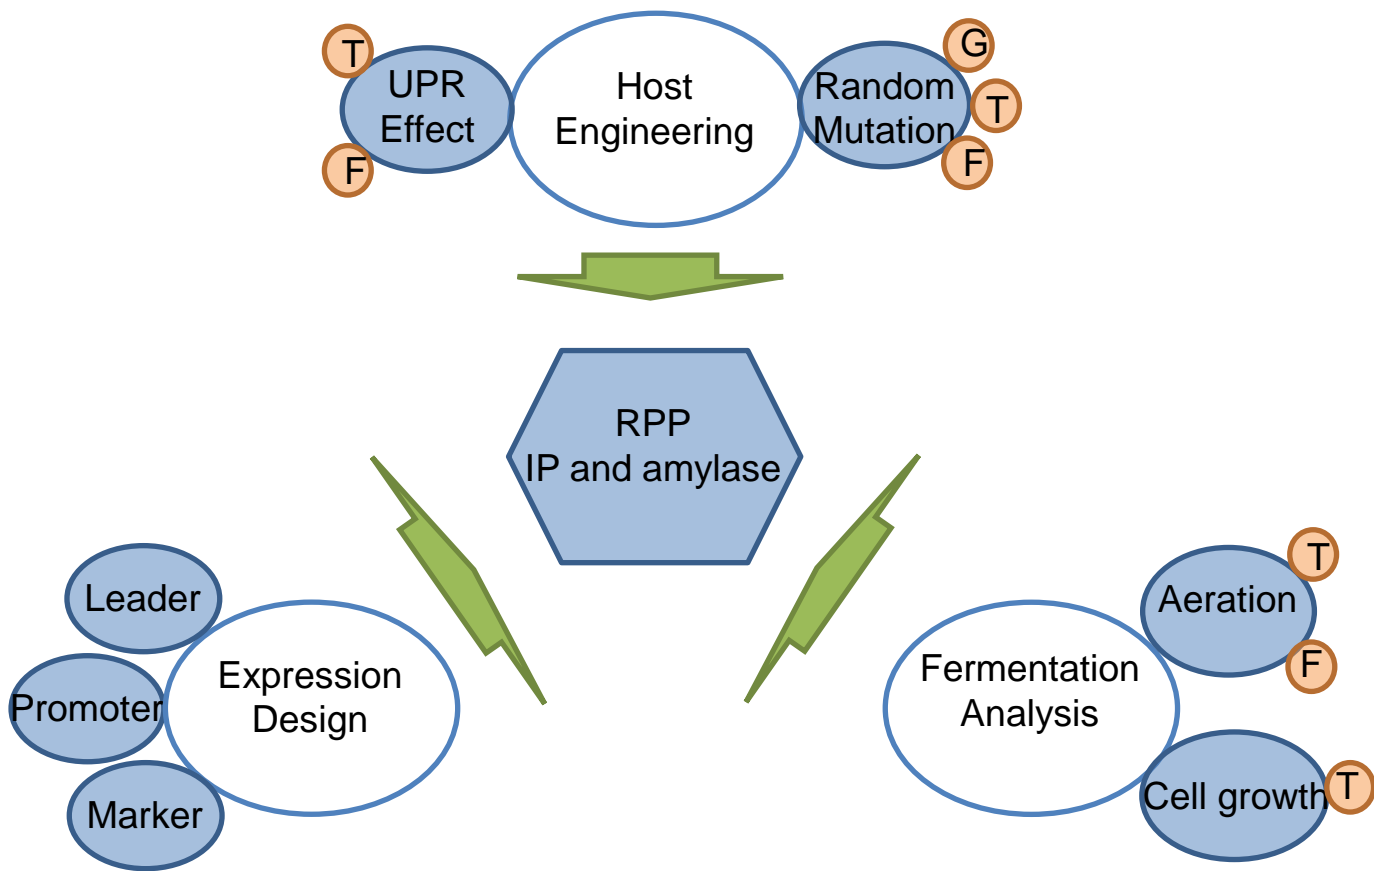 T
UPR
Effect
F
Host
Engineering
Random
Mutation
G
T
F
RPP
IP and amylase
Leader
Promoter
Marker
Expression
Design
Fermentation
Analysis
Aeration
T
F
Cell growth
T